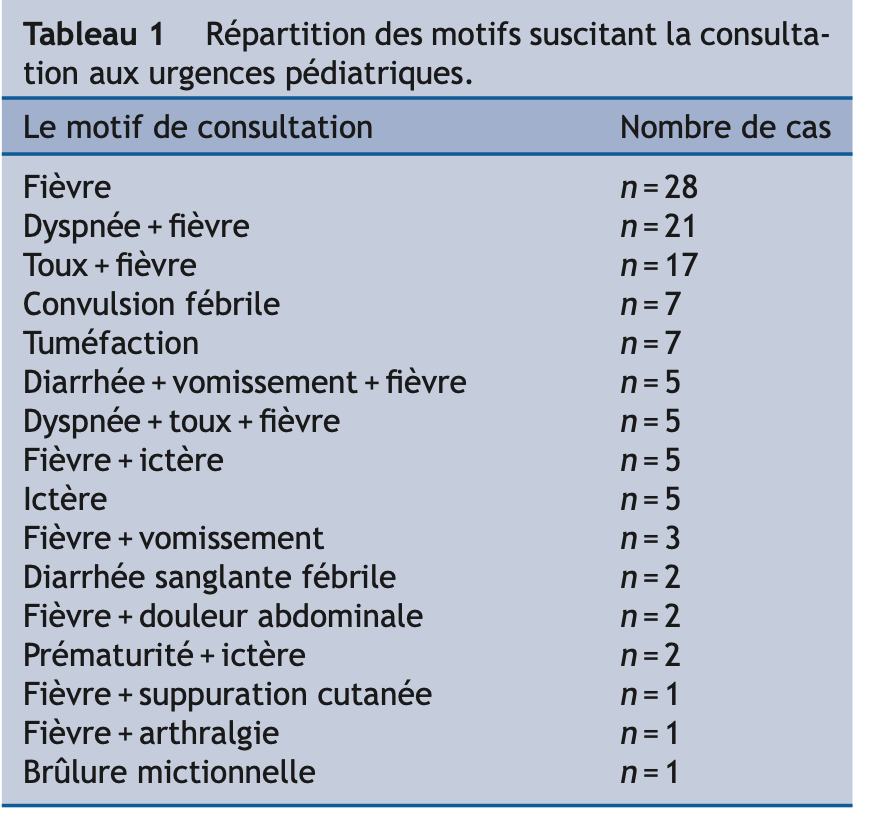 Tableau 1 Répartition des motifs suscitant la consulta-
tion aux urgences pédiatriques.
Le motif de consultation Nombre de cas
Fièvre n = 28
Dyspnée + fièvre n = 21
Toux + fièvre n = 17
Convulsion fébrile n = 7
Tuméfaction n = 7
Diarrhée + vomissement + fièvre n = 5
Dyspnée + toux + fièvre n = 5
Fièvre + ictère n = 5
Ictère n = 5
Fièvre + vomissement n = 3
Diarrhée sanglante fébrile n = 2
Fièvre + douleur abdominale n = 2
Prématurité + ictère n = 2
Fièvre + suppuration cutanée n = 1
Fièvre + arthralgie n = 1
Brûlure mictionnelle n = 1